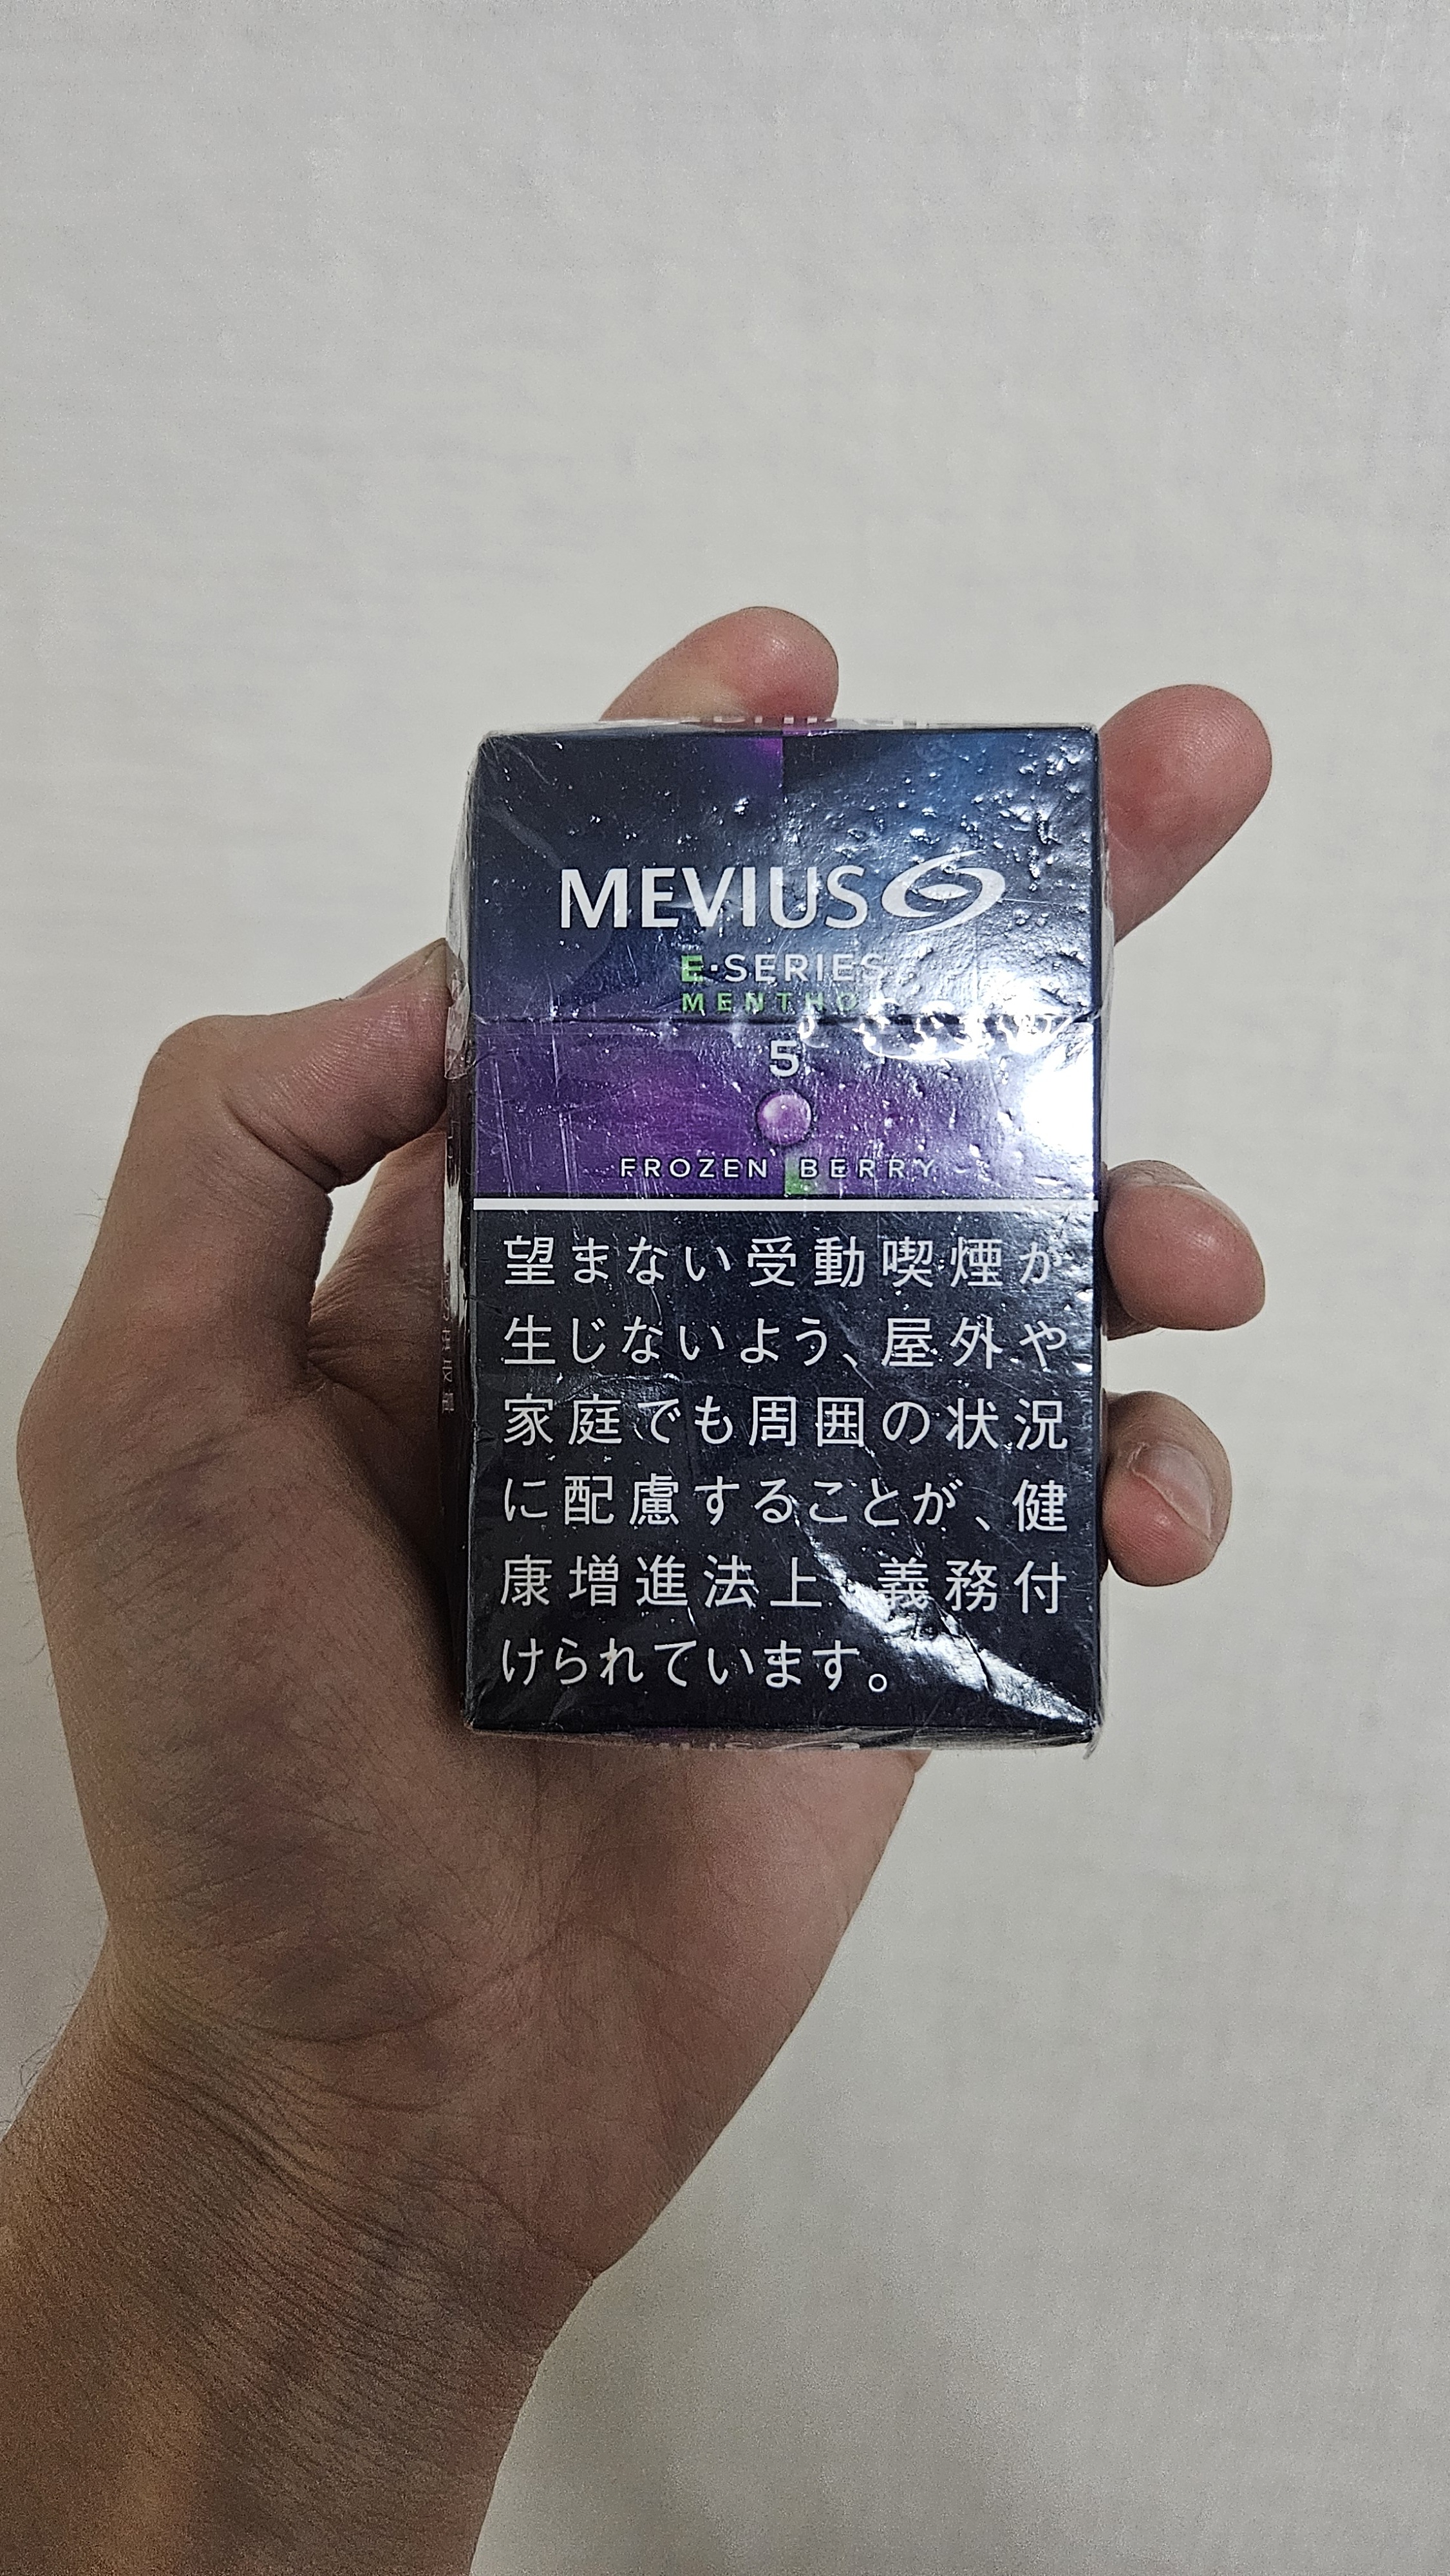 MEVIUS
E·SERIES
MENTHO
5
FROZEN BERRY
望まない受動喫煙が
生じないよう、屋外や
家庭でも周囲の状況
に配慮することが、健
康増進法上、義務付
けられています。